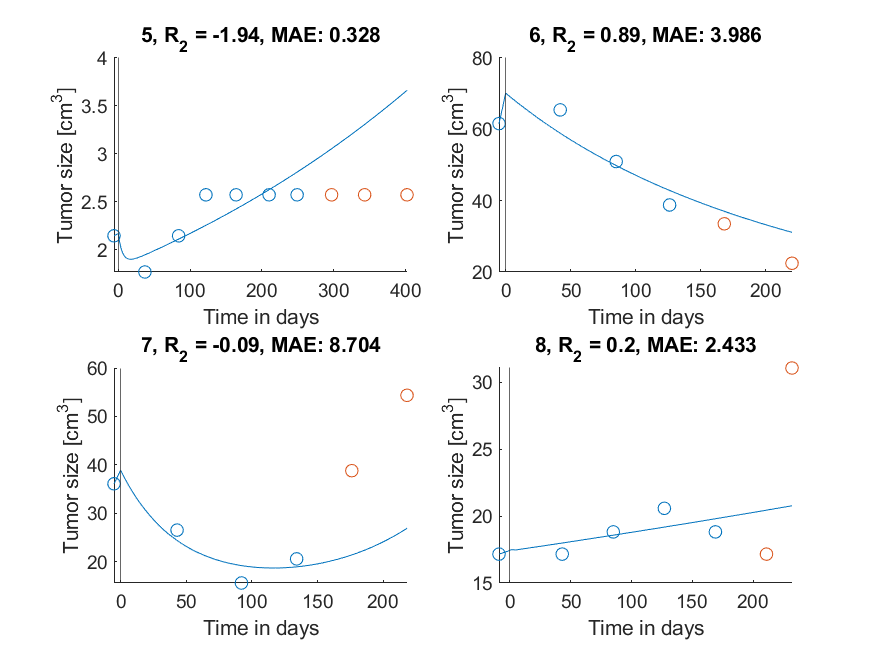 5, R2 = -1.94, MAE: 0.328
4
3.5
3
2.5
2
Tumor size [cm3]
0 100 200 300 400
Time in days
6, R2 = 0.89, MAE: 3.986
80
60
40
20
Tumor size [cm3]
0 50 100 150 200
Time in days
7, R2 = -0.09, MAE: 8.704
60
50
40
30
20
Tumor size [cm3]
0 50 100 150 200
Time in days
8, R2 = 0.2, MAE: 2.433
30
25
20
15
Tumor size [cm3]
0 50 100 150 200
Time in days